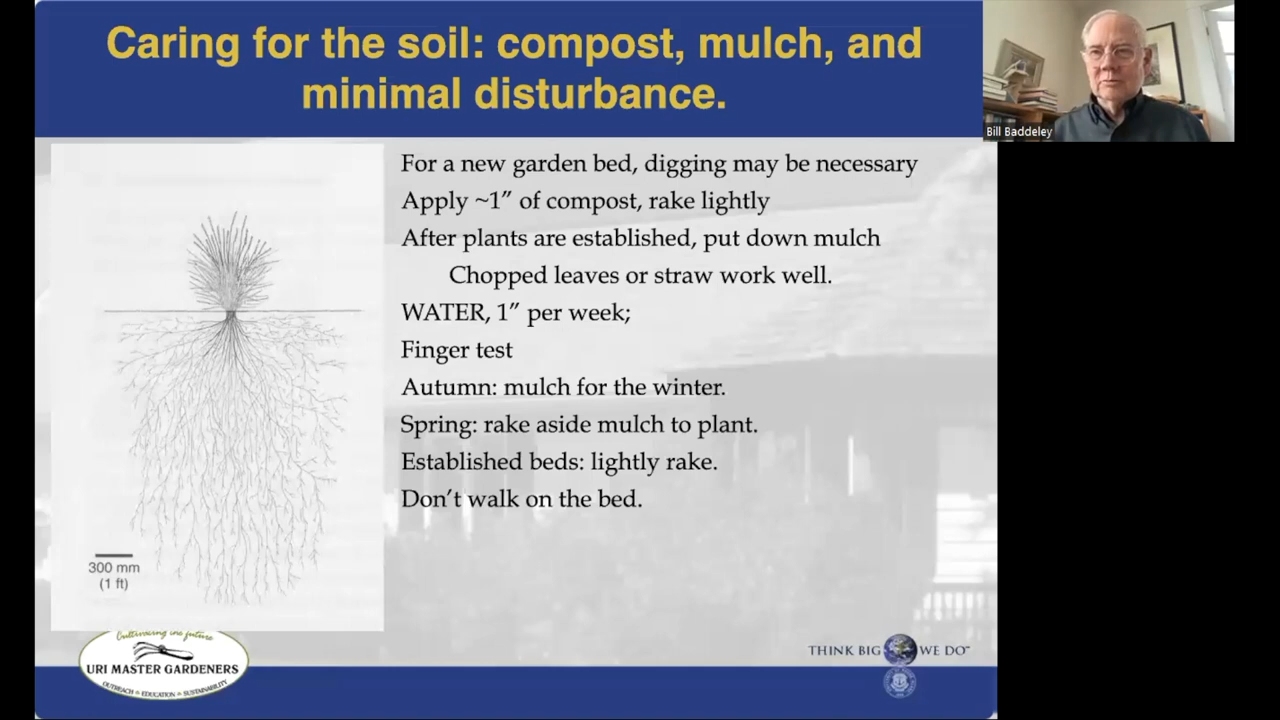 Caring for the soil: compost, mulch, and
minimal disturbance.
Bill Baddeley
For a new garden bed, digging may be necessary
Apply ~1” of compost, rake lightly
After plants are established, put down mulch
Chopped leaves or straw work well.
WATER, 1” per week;
Finger test
Autumn: mulch for the winter.
Spring: rake aside mulch to plant.
Established beds: lightly rake.
Don’t walk on the bed.
300 mm
(1 ft)
Cultivating the future
URI MASTER GARDENERS
OUTREACH EDUCATION SUSTAINABILITY
THINK BIG WE DO™